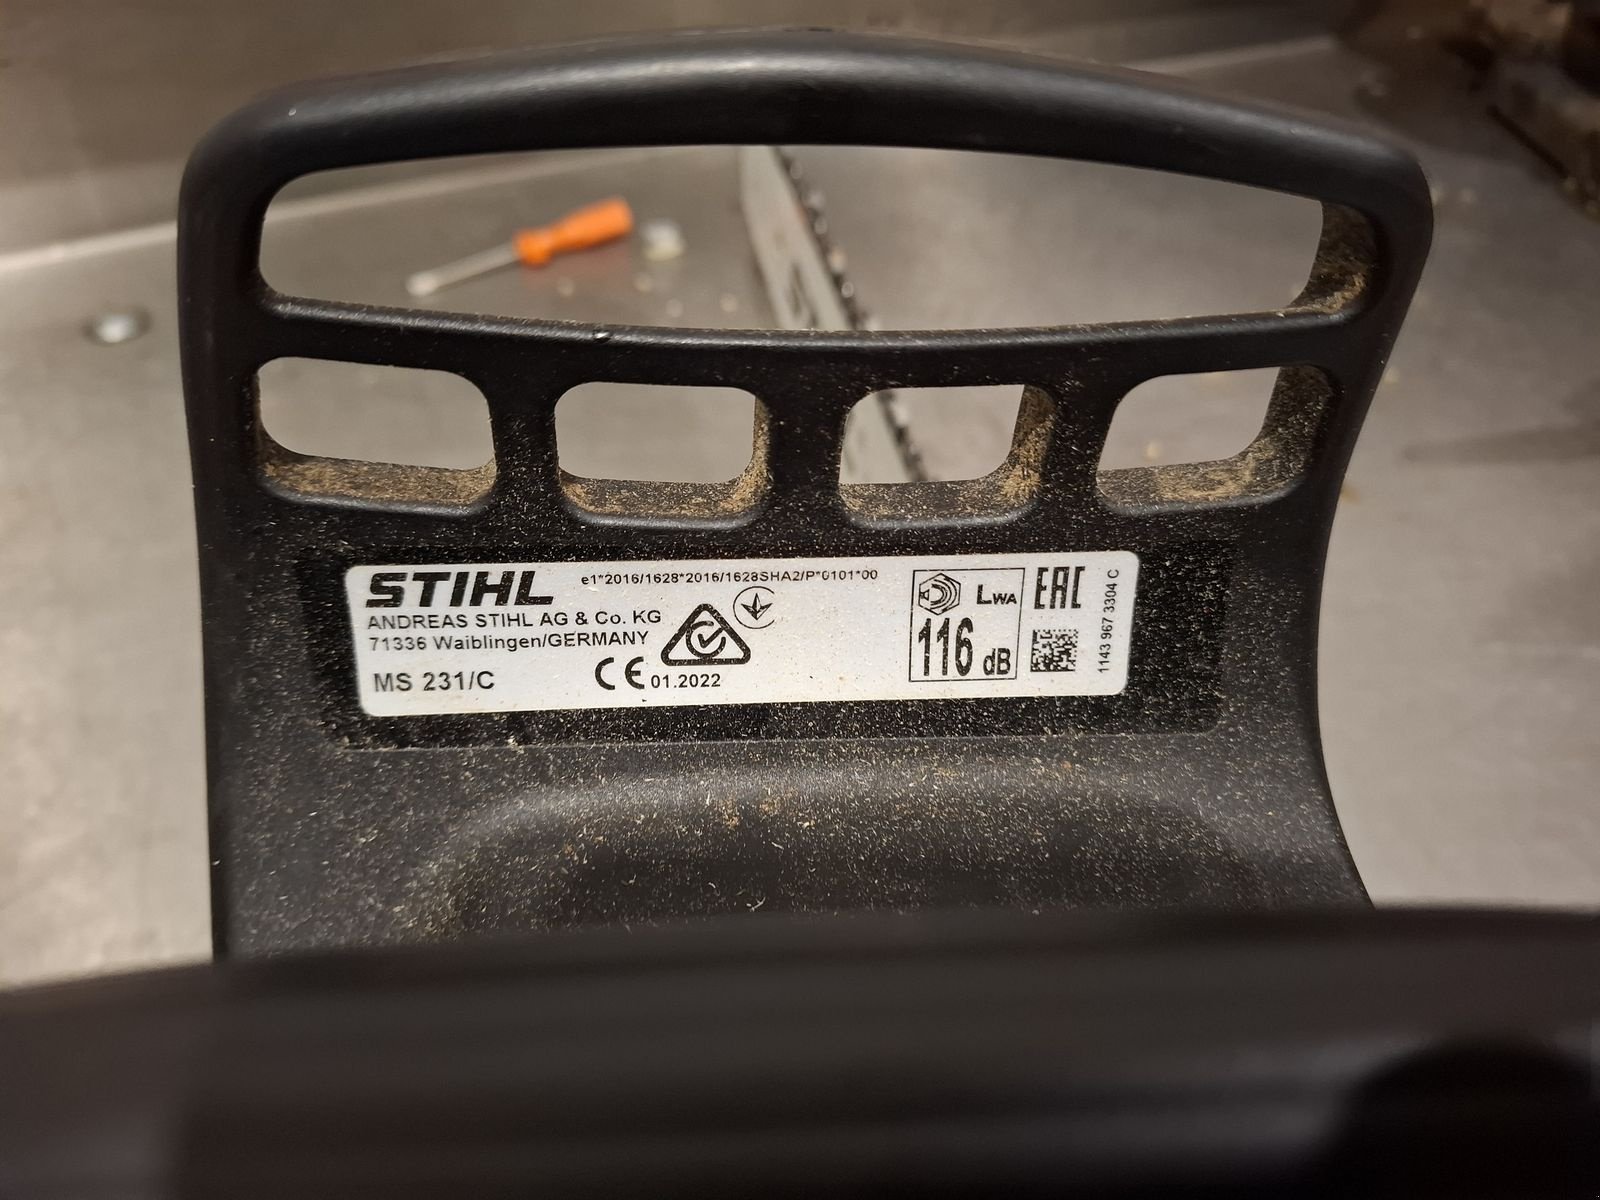 STIHL
e1*2016/1628*2016/1628SHA2/P*0101*00
ANDREAS STIHL AG & Co. KG
71336 Waiblingen/GERMANY
MS 231/C
CE 01.2022
LWA
116 dB
EAC
1143 967 3304 C